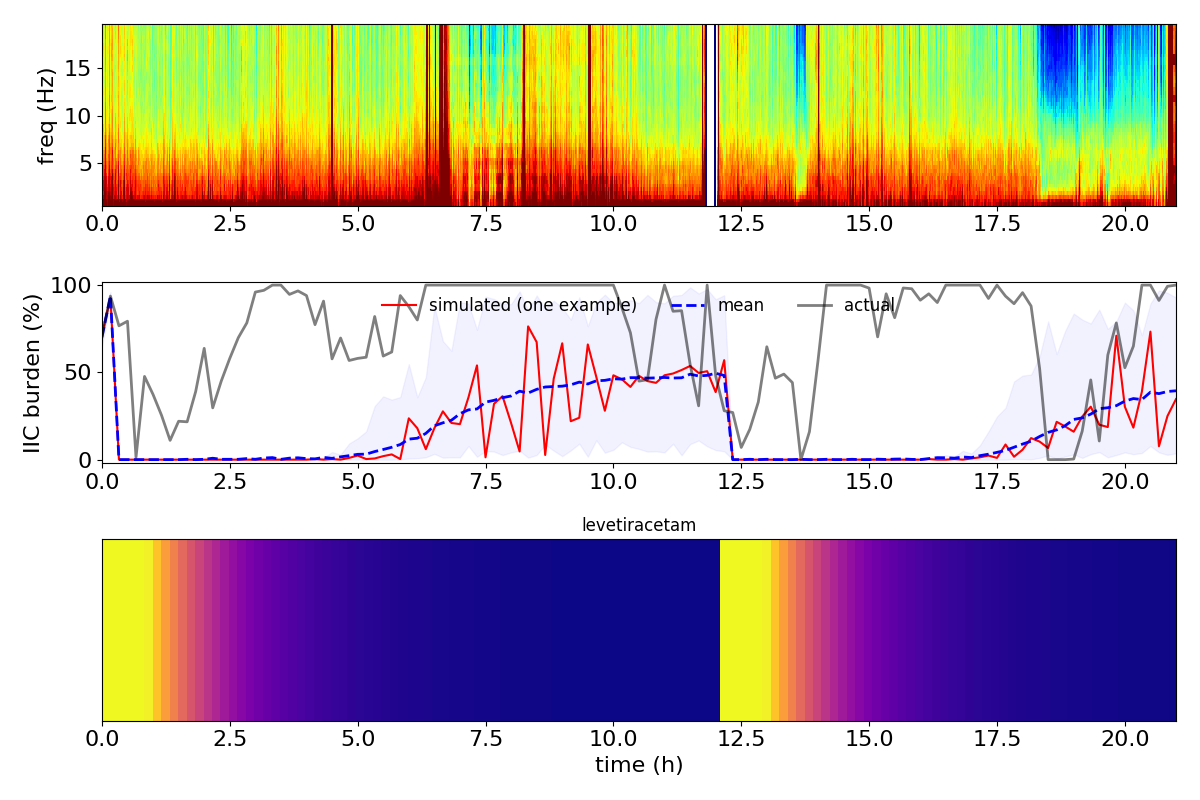 freq (Hz)
15
10
5
0.0 2.5 5.0 7.5 10.0 12.5 15.0 17.5 20.0
IIC burden (%)
100
50
0
simulated (one example) mean actual
0.0 2.5 5.0 7.5 10.0 12.5 15.0 17.5 20.0
levetiracetam
0.0 2.5 5.0 7.5 10.0 12.5 15.0 17.5 20.0
time (h)